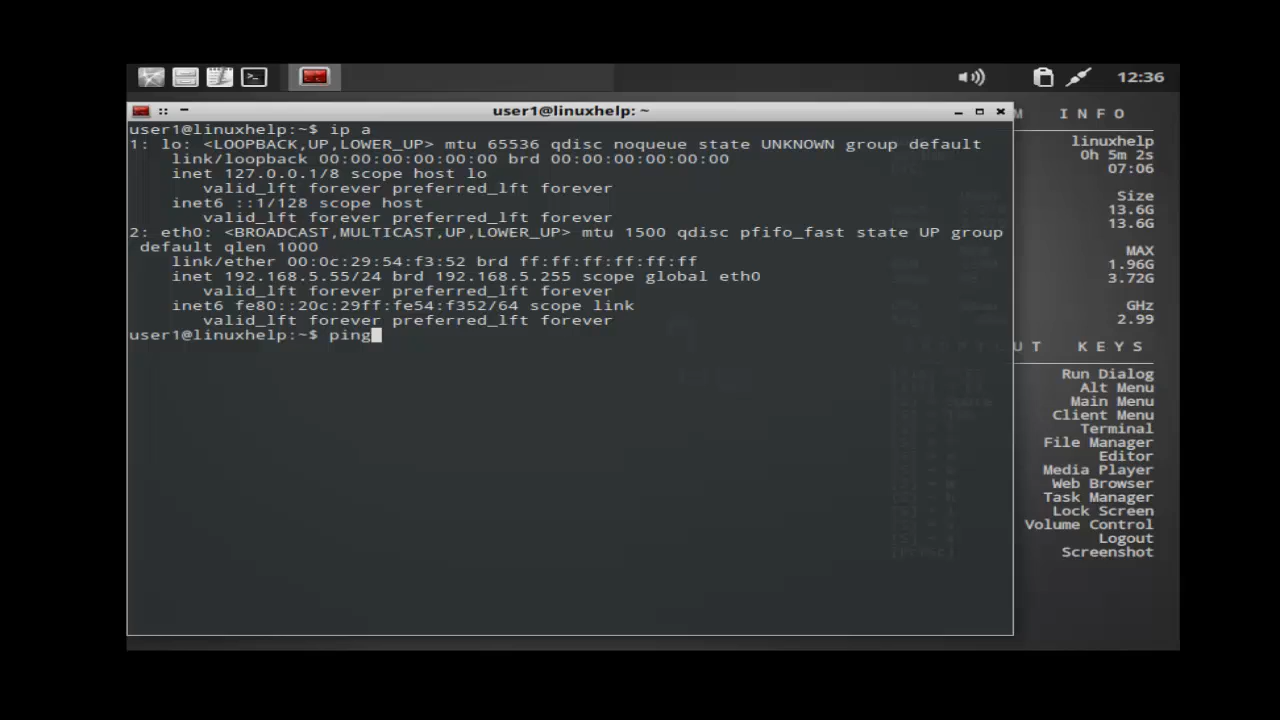 12:36
user1@linuxhelp: ~
user1@linuxhelp:~$ ip a
1: lo: <LOOPBACK,UP,LOWER_UP> mtu 65536 qdisc noqueue state UNKNOWN group default
link/loopback 00:00:00:00:00:00 brd 00:00:00:00:00:00
inet 127.0.0.1/8 scope host lo
valid_lft forever preferred_lft forever
inet6 ::1/128 scope host
valid_lft forever preferred_lft forever
2: eth0: <BROADCAST,MULTICAST,UP,LOWER_UP> mtu 1500 qdisc pfifo_fast state UP group
default qlen 1000
link/ether 00:0c:29:54:f3:52 brd ff:ff:ff:ff:ff:ff
inet 192.168.5.55/24 brd 192.168.5.255 scope global eth0
valid_lft forever preferred_lft forever
inet6 fe80::20c:29ff:fe54:f352/64 scope link
valid_lft forever preferred_lft forever
user1@linuxhelp:~$ ping
M INFO
linuxhelp
0h 5m 2s
07:06
Size
13.6G
13.6G
MAX
1.96G
3.72G
GHz
2.99
UT KEYS
Run Dialog
Alt Menu
Main Menu
Client Menu
Terminal
File Manager
Editor
Media Player
Web Browser
Task Manager
Lock Screen
Volume Control
Logout
Screenshot